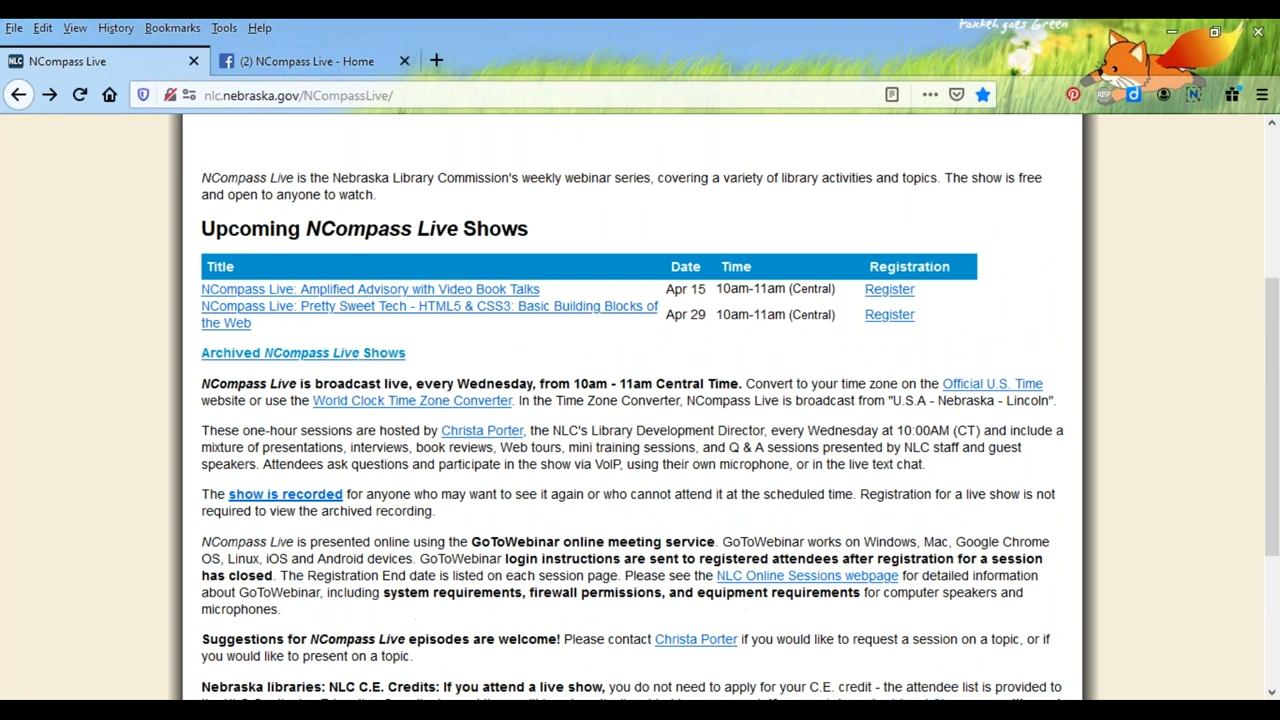 Foxkeh goes Green
File Edit View History Bookmarks Tools Help
NLC NCompass Live (2) NCompass Live - Home
nlc.nebraska.gov/NCompassLive/ ABP
NCompass Live is the Nebraska Library Commission's weekly webinar series, covering a variety of library activities and topics. The show is free
and open to anyone to watch.
Upcoming NCompass Live Shows
Title Date Time Registration
NCompass Live: Amplified Advisory with Video Book Talks Apr 15 10am-11am (Central) Register
NCompass Live: Pretty Sweet Tech - HTML5 & CSS3: Basic Building Blocks of
the Web Apr 29 10am-11am (Central) Register
Archived NCompass Live Shows
NCompass Live is broadcast live, every Wednesday, from 10am - 11am Central Time. Convert to your time zone on the Official U.S. Time
website or use the World Clock Time Zone Converter. In the Time Zone Converter, NCompass Live is broadcast from "U.S.A - Nebraska - Lincoln".
These one-hour sessions are hosted by Christa Porter, the NLC's Library Development Director, every Wednesday at 10:00AM (CT) and include a
mixture of presentations, interviews, book reviews, Web tours, mini training sessions, and Q & A sessions presented by NLC staff and guest
speakers. Attendees ask questions and participate in the show via VoIP, using their own microphone, or in the live text chat.
The show is recorded for anyone who may want to see it again or who cannot attend it at the scheduled time. Registration for a live show is not
required to view the archived recording.
NCompass Live is presented online using the GoToWebinar online meeting service. GoToWebinar works on Windows, Mac, Google Chrome
OS, Linux, iOS and Android devices. GoToWebinar login instructions are sent to registered attendees after registration for a session
has closed. The Registration End date is listed on each session page. Please see the NLC Online Sessions webpage for detailed information
about GoToWebinar, including system requirements, firewall permissions, and equipment requirements for computer speakers and
microphones.
Suggestions for NCompass Live episodes are welcome! Please contact Christa Porter if you would like to request a session on a topic, or if
you would like to present on a topic.
Nebraska libraries: NLC C.E. Credits: If you attend a live show, you do not need to apply for your C.E. credit - the attendee list is provided to